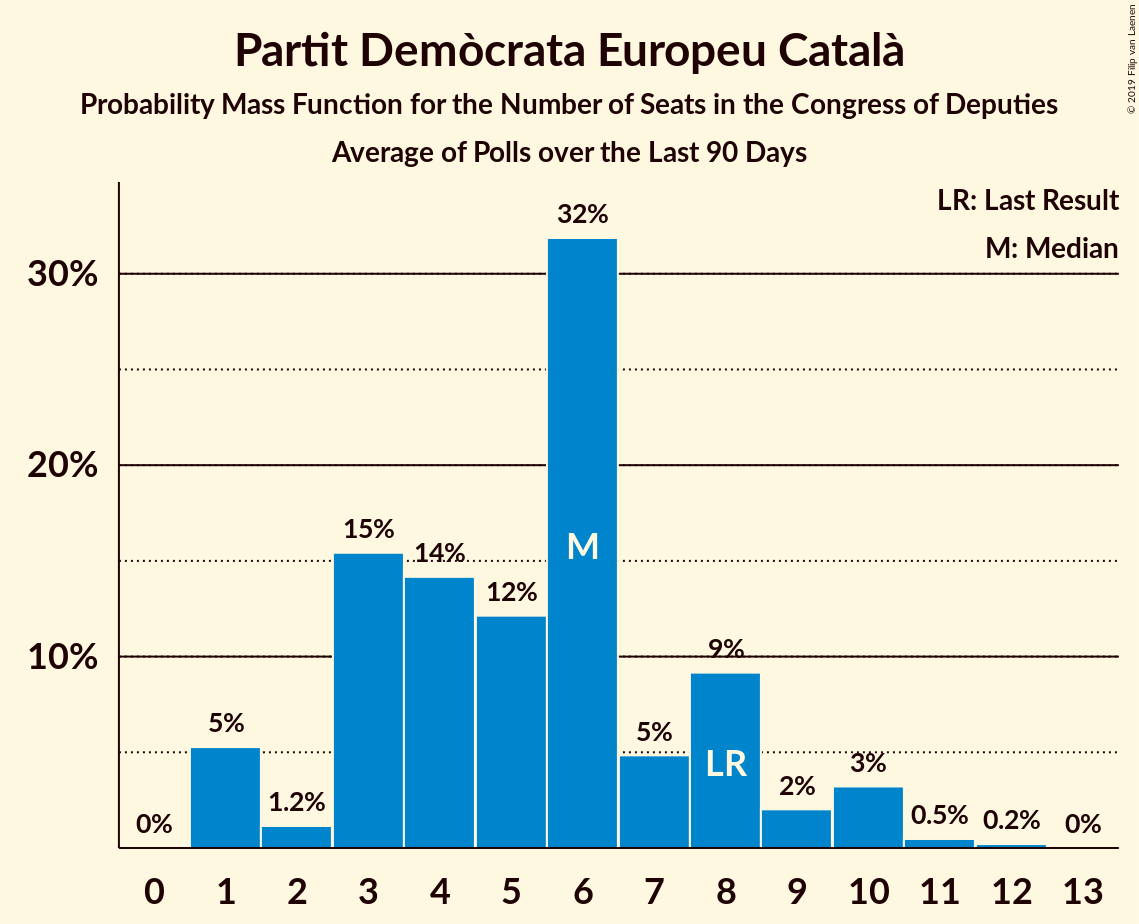 Partit Demòcrata Europeu Català
Probability Mass Function for the Number of Seats in the Congress of Deputies
Average of Polls over the Last 90 Days
© 2019 Filip van Laenen
LR: Last Result
M: Median
30%
20%
10%
0%
5%
1.2%
15%
14%
12%
32%
5%
9%
2%
3%
0.5%
0.2%
0%
M
LR
0 1 2 3 4 5 6 7 8 9 10 11 12 13